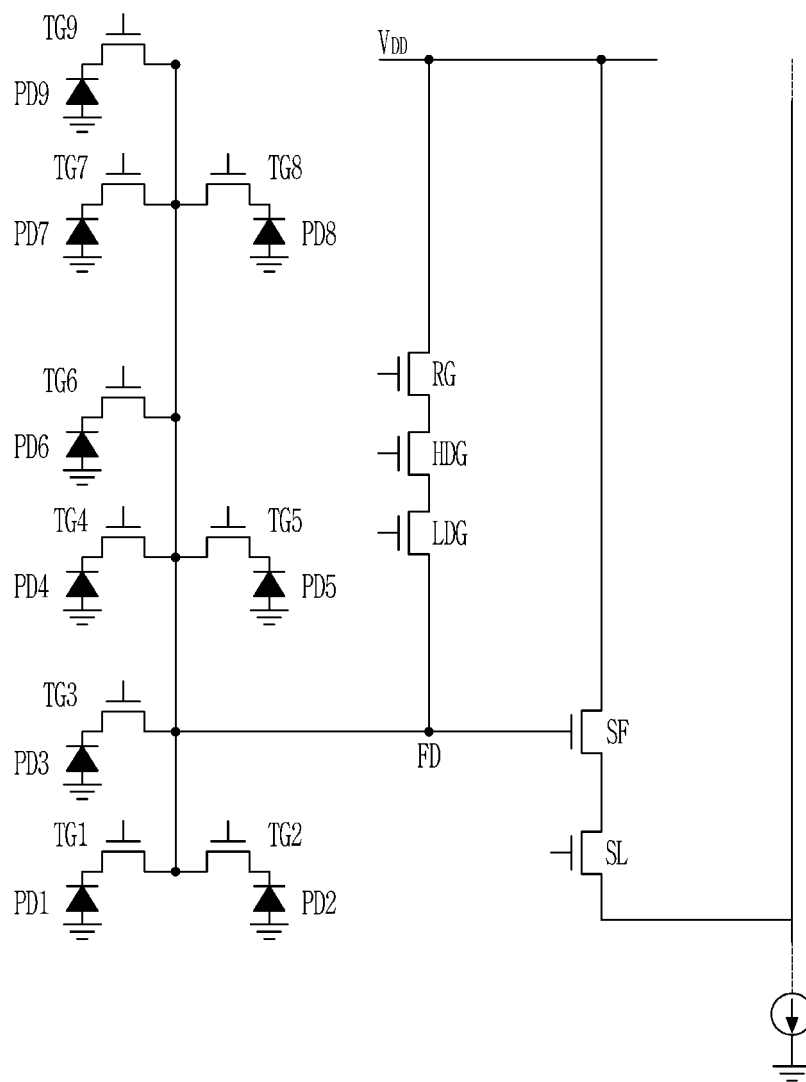 TG9
VDD
PD9
TG7 TG8
PD7 PD8
RG
TG6
PD6 HDG
TG4 TG5 LDG
PD4 PD5
TG3
SF
FD
PD3
TG1 TG2 SL
PD1 PD2